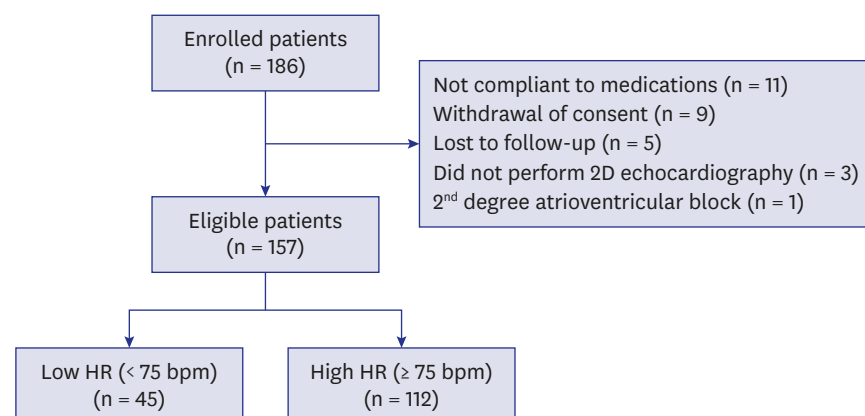 Enrolled patients
(n = 186)
Not compliant to medications (n = 11)
Withdrawal of consent (n = 9)
Lost to follow-up (n = 5)
Did not perform 2D echocardiography (n = 3)
2nd degree atrioventricular block (n = 1)
Eligible patients
(n = 157)
Low HR (< 75 bpm)
(n = 45)
High HR (≥ 75 bpm)
(n = 112)